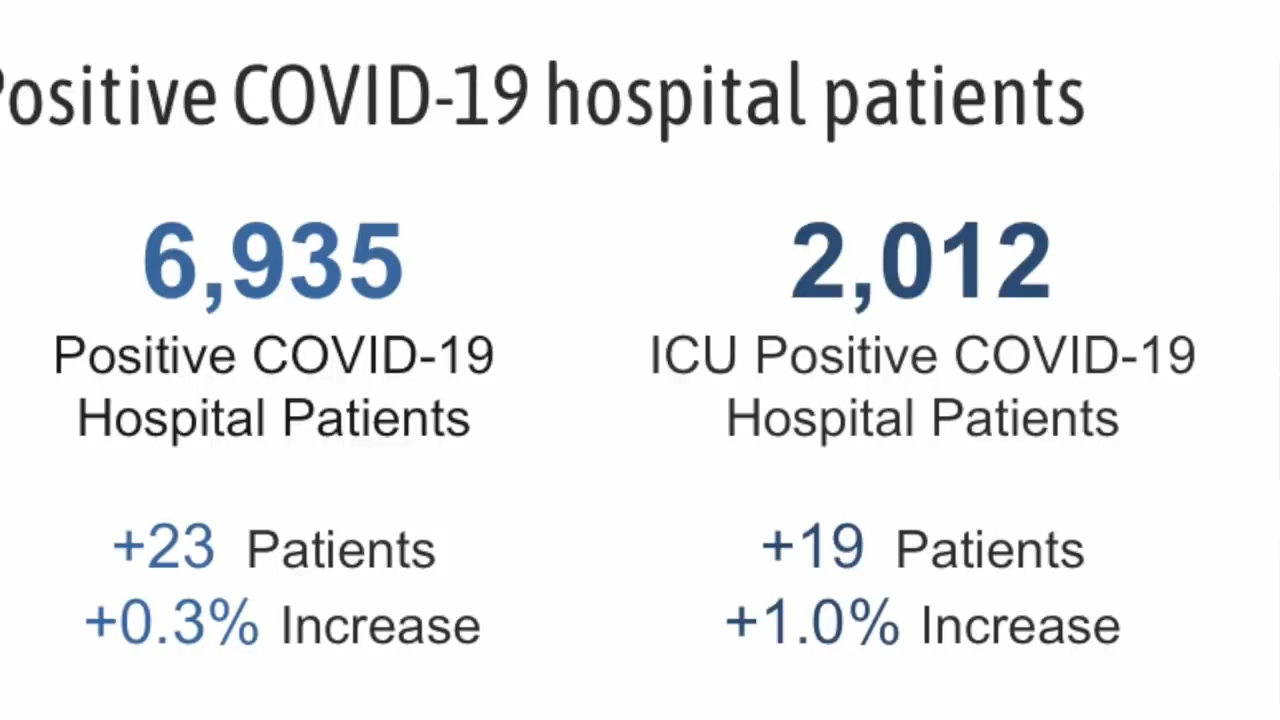 Positive COVID-19 hospital patients
6,935
Positive COVID-19
Hospital Patients
+23 Patients
+0.3% Increase
2,012
ICU Positive COVID-19
Hospital Patients
+19 Patients
+1.0% Increase